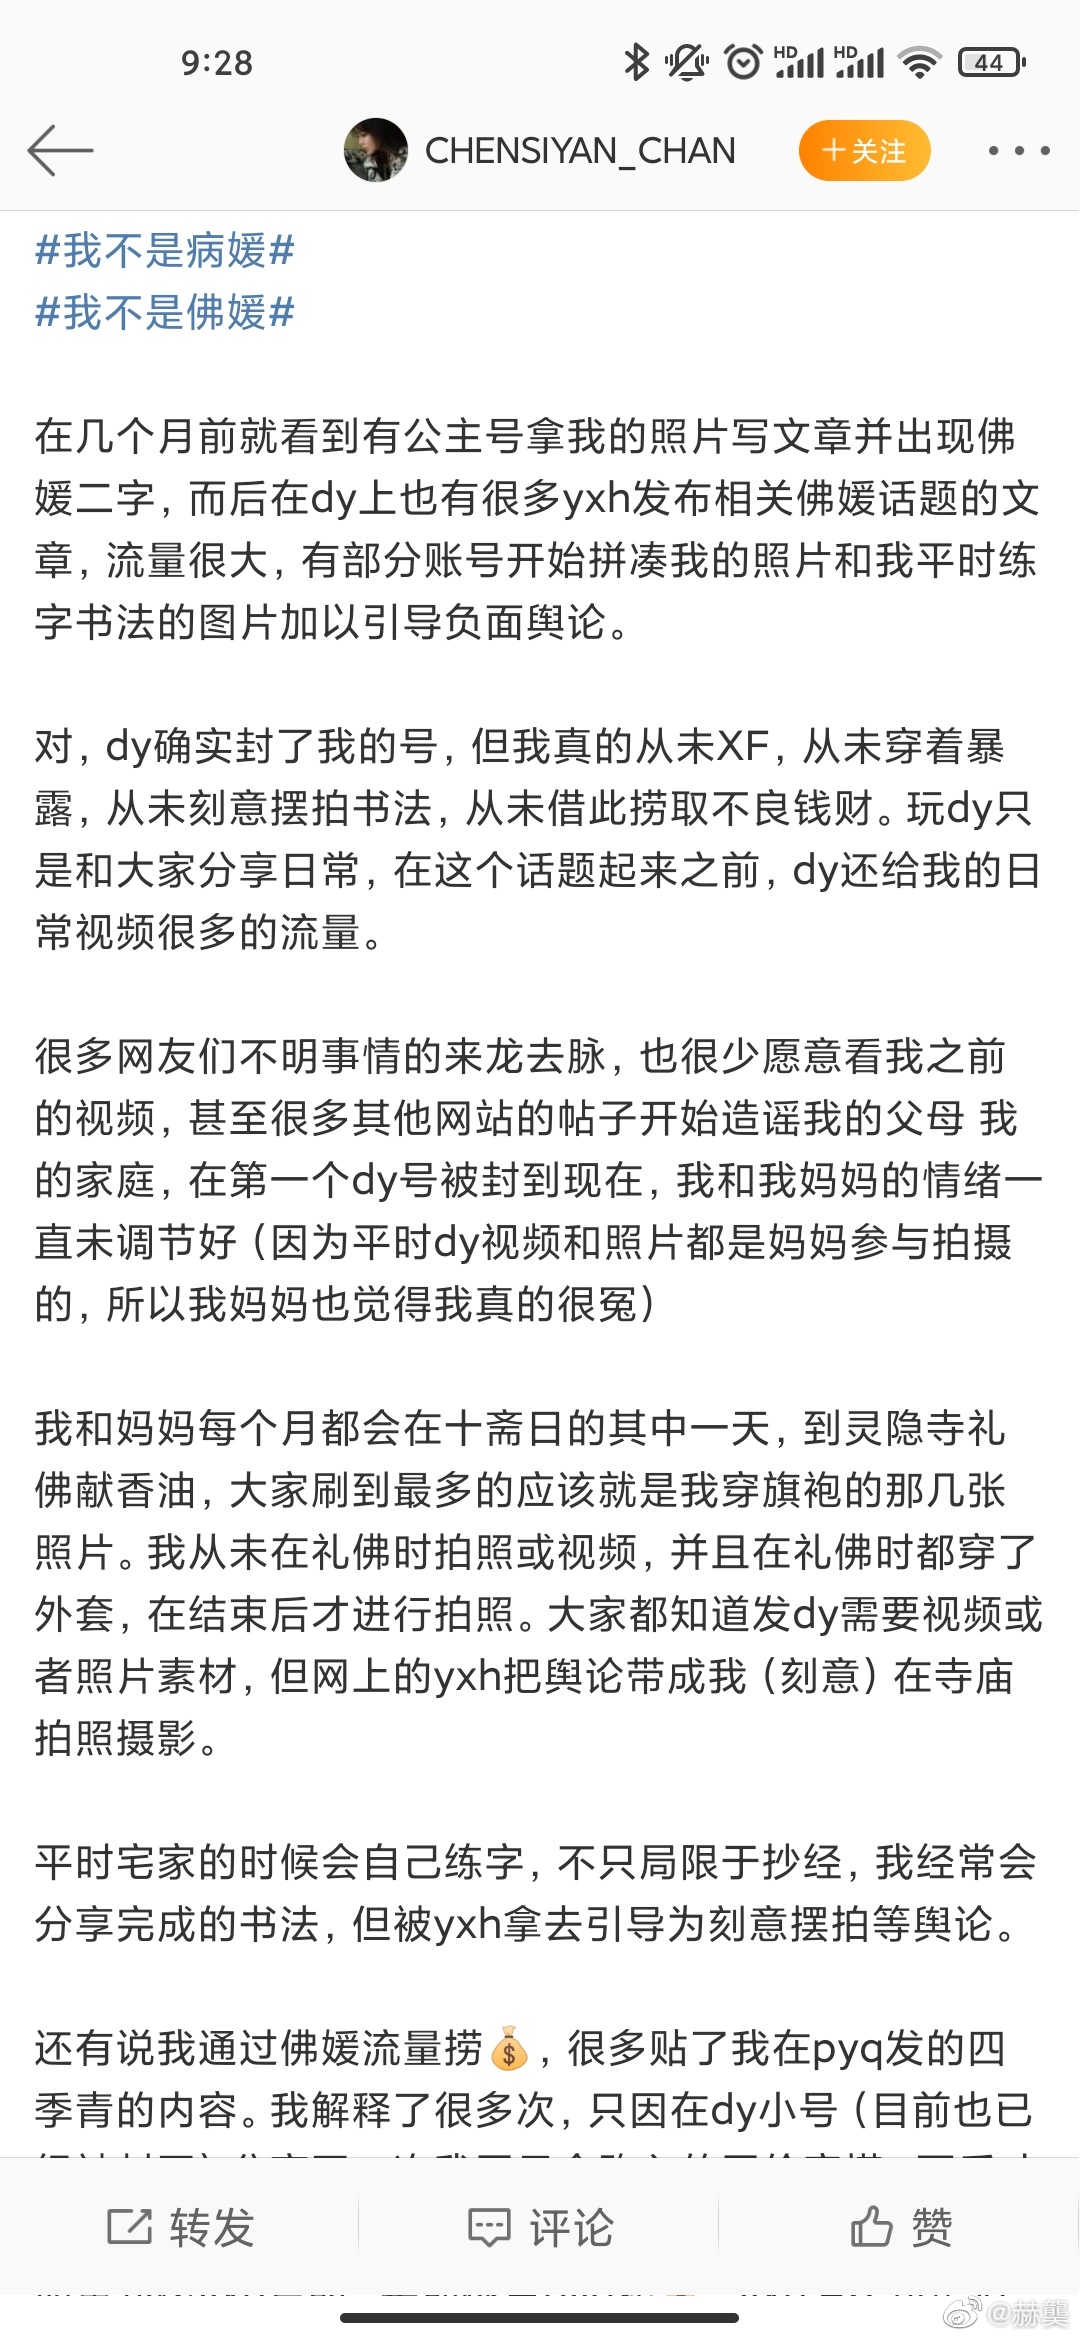 9:28
HD HD 44
CHENSIYAN_CHAN
+关注
#我不是病媛#
#我不是佛媛#
在几个月前就看到有公主号拿我的照片写文章并出现佛
媛二字,而后在dy上也有很多yxh发布相关佛媛话题的文
章,流量很大,有部分账号开始拼凑我的照片和我平时练
字书法的图片加以引导负面舆论。
对,dy确实封了我的号,但我真的从未XF,从未穿着暴
露,从未刻意摆拍书法,从未借此捞取不良钱财。玩dy只
是和大家分享日常,在这个话题起来之前,dy还给我的日
常视频很多的流量。
很多网友们不明事情的来龙去脉,也很少愿意看我之前
的视频,甚至很多其他网站的帖子开始造谣我的父母 我
的家庭,在第一个dy号被封到现在,我和我妈妈的情绪一
直未调节好(因为平时dy视频和照片都是妈妈参与拍摄
的,所以我妈妈也觉得我真的很冤)
我和妈妈每个月都会在十斋日的其中一天,到灵隐寺礼
佛献香油,大家刷到最多的应该就是我穿旗袍的那几张
照片。我从未在礼佛时拍照或视频,并且在礼佛时都穿了
外套,在结束后才进行拍照。大家都知道发dy需要视频或
者照片素材,但网上的yxh把舆论带成我(刻意)在寺庙
拍照摄影。
平时宅家的时候会自己练字,不只局限于抄经,我经常会
分享完成的书法,但被yxh拿去引导为刻意摆拍等舆论。
还有说我通过佛媛流量捞💰,很多贴了我在pyq发的四
季青的内容。我解释了很多次,只因在dy小号(目前也已
转发
评论
赞
@赫龑